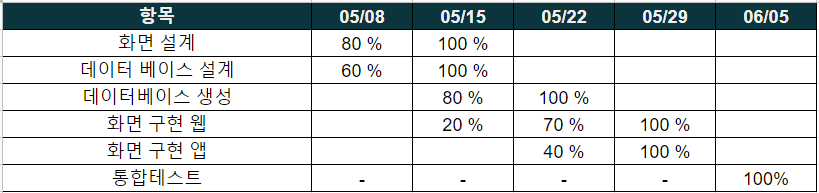 항목 05/08 05/15 05/22 05/29 06/05
화면 설계 80 % 100 %
데이터 베이스 설계 60 % 100 %
데이터베이스 생성 80 % 100 %
화면 구현 웹 20 % 70 % 100 %
화면 구현 앱 40 % 100 %
통합테스트 - - - - 100%